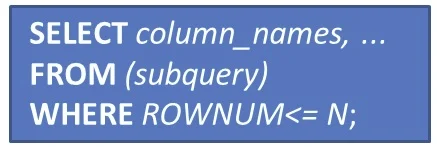 SELECT column_names, ...
FROM (subquery)
WHERE ROWNUM<= N;